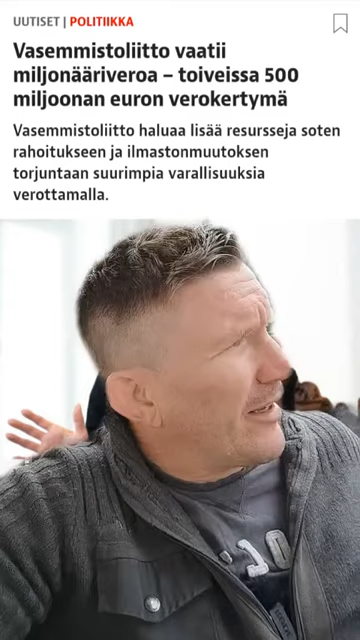 UUTISET | POLITIIKKA
Vasemmistoliitto vaatii
miljonääriveroa – toiveissa 500
miljoonan euron verokertymä
Vasemmistoliitto haluaa lisää resursseja soten
rahoitukseen ja ilmastonmuutoksen
torjuntaan suurimpia varallisuuksia
verottamalla.
'10